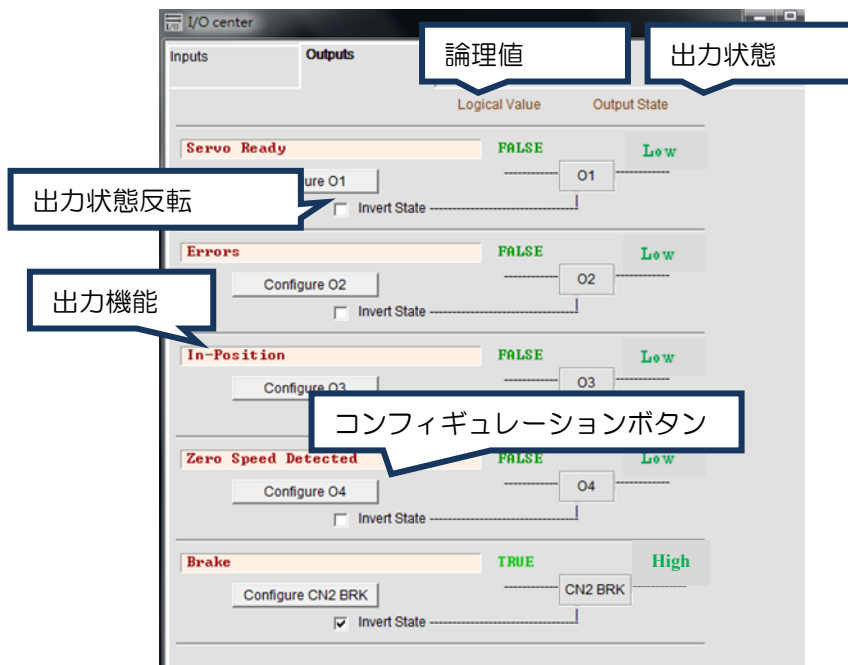 I/O center
Inputs
Outputs
論理値
出力状態
Logical Value
Output State
Servo Ready
FALSE
Low
ure O1
O1
出力状態反転
Invert State
Errors
FALSE
Low
Configure O2
O2
Invert State
出力機能
In-Position
FALSE
Low
Configure O3
O3
コンフィギュレーションボタン
Zero Speed Detected
FALSE
Low
Configure O4
O4
Invert State
Brake
TRUE
High
Configure CN2 BRK
CN2 BRK
Invert State